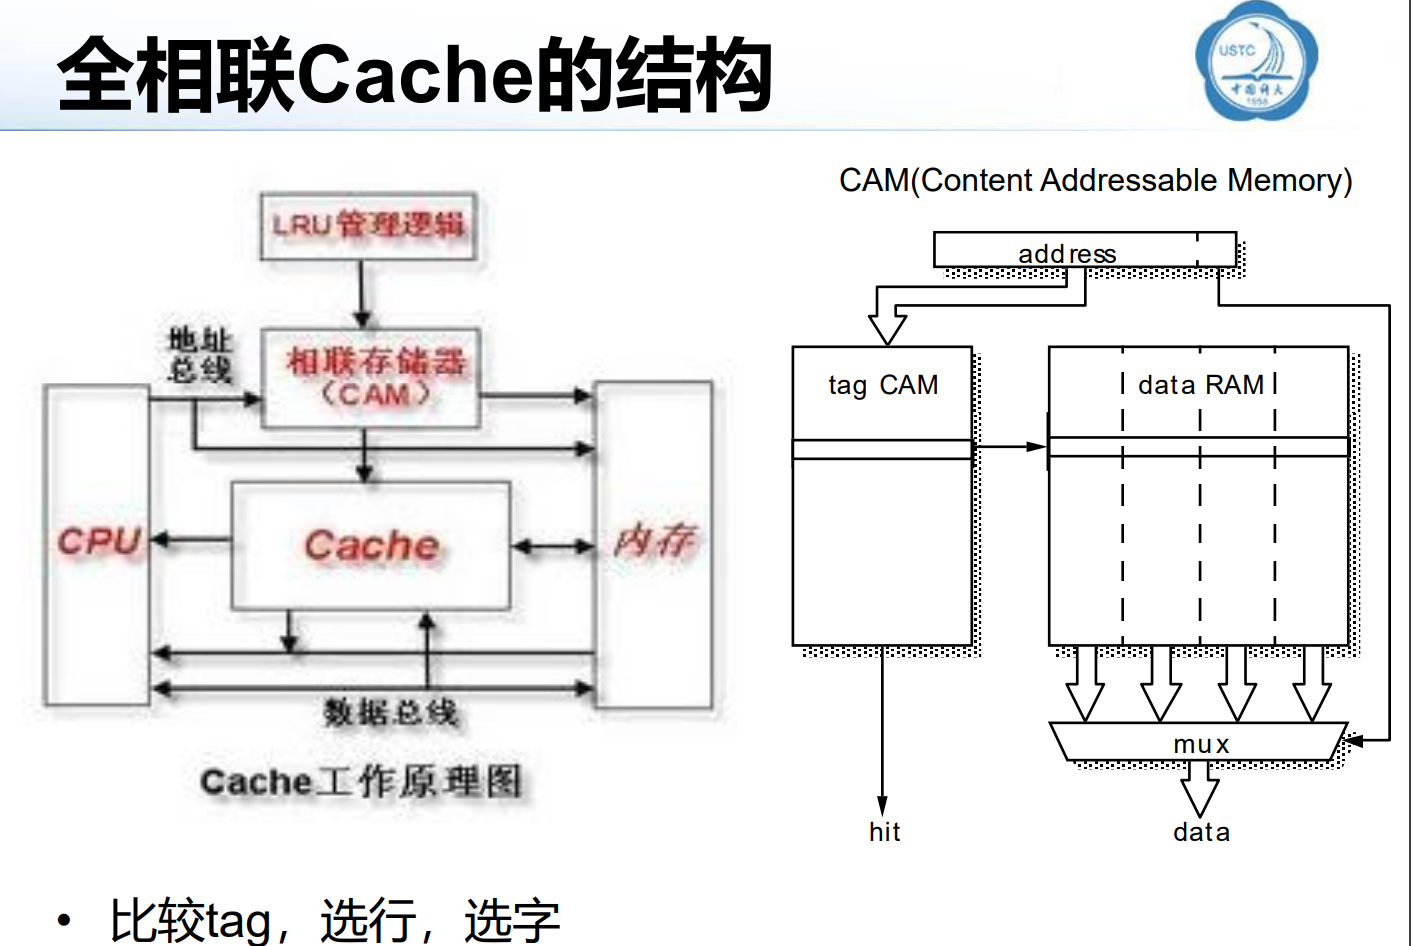 全相联Cache的结构
USTC
中国科大
1958
CAM(Content Addressable Memory)
LRU管理逻辑
地址
总线
相联存储器
（CAM）
CPU
Cache
内存
数据总线
Cache工作原理图
address
tag CAM
data RAM
mux
hit
data
• 比较tag，选行，选字